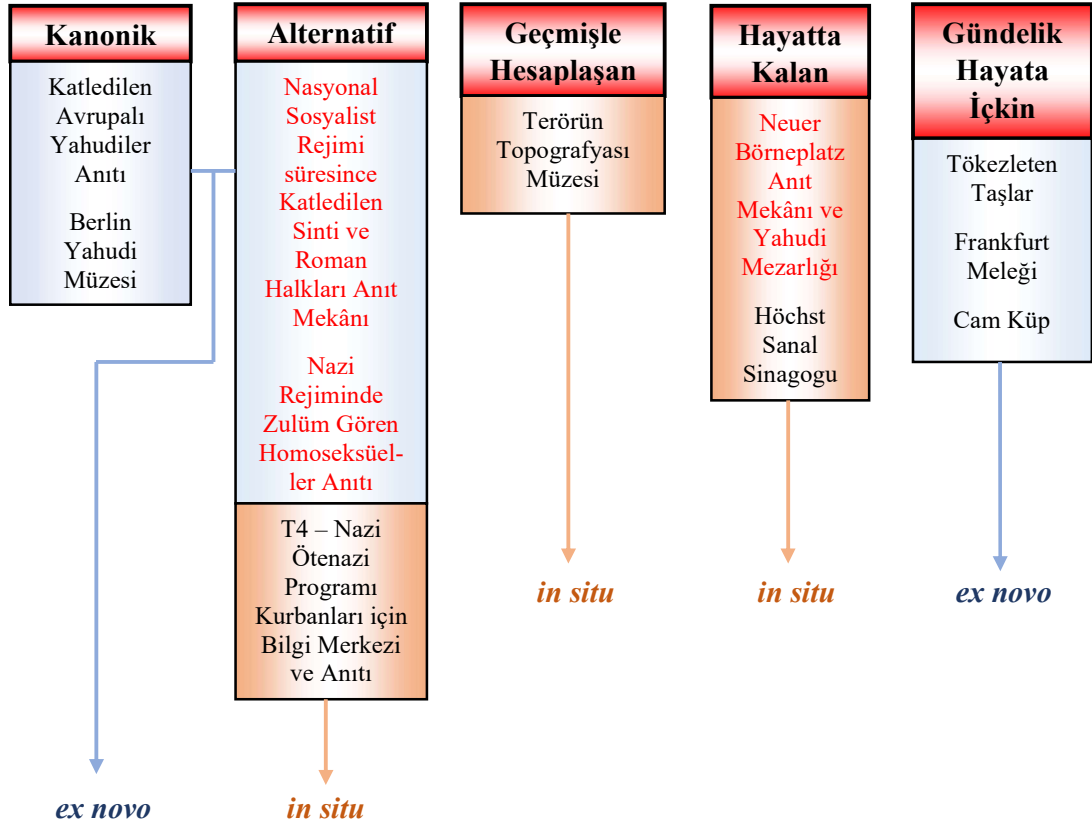 Kanonik
Katledilen
Avrupalı
Yahudiler
Anıtı
Berlin
Yahudi
Müzesi
ex novo
Alternatif
Nasyonal
Sosyalist
Rejimi
süresince
Katledilen
Sinti ve
Roman
Halkları Anıt
Mekânı
Nazi
Rejiminde
Zulüm Gören
Homoseksüel-
ler Anıtı
T4 – Nazi
Ötenazi
Programı
Kurbanları için
Bilgi Merkezi
ve Anıtı
in situ
Geçmişle
Hesaplaşan
Terörün
Topografyası
Müzesi
in situ
Hayatta
Kalan
Neuer
Börneplatz
Anıt
Mekânı ve
Yahudi
Mezarlığı
Höchst
Sanal
Sinagogu
in situ
Gündelik
Hayata
İçkin
Tökezleten
Taşlar
Frankfurt
Meleği
Cam Küp
ex novo